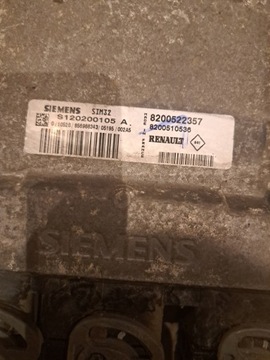 SIEMENS SIM32
S120200105 A
8200522357
8200510536
RENAULT
SIEMENS